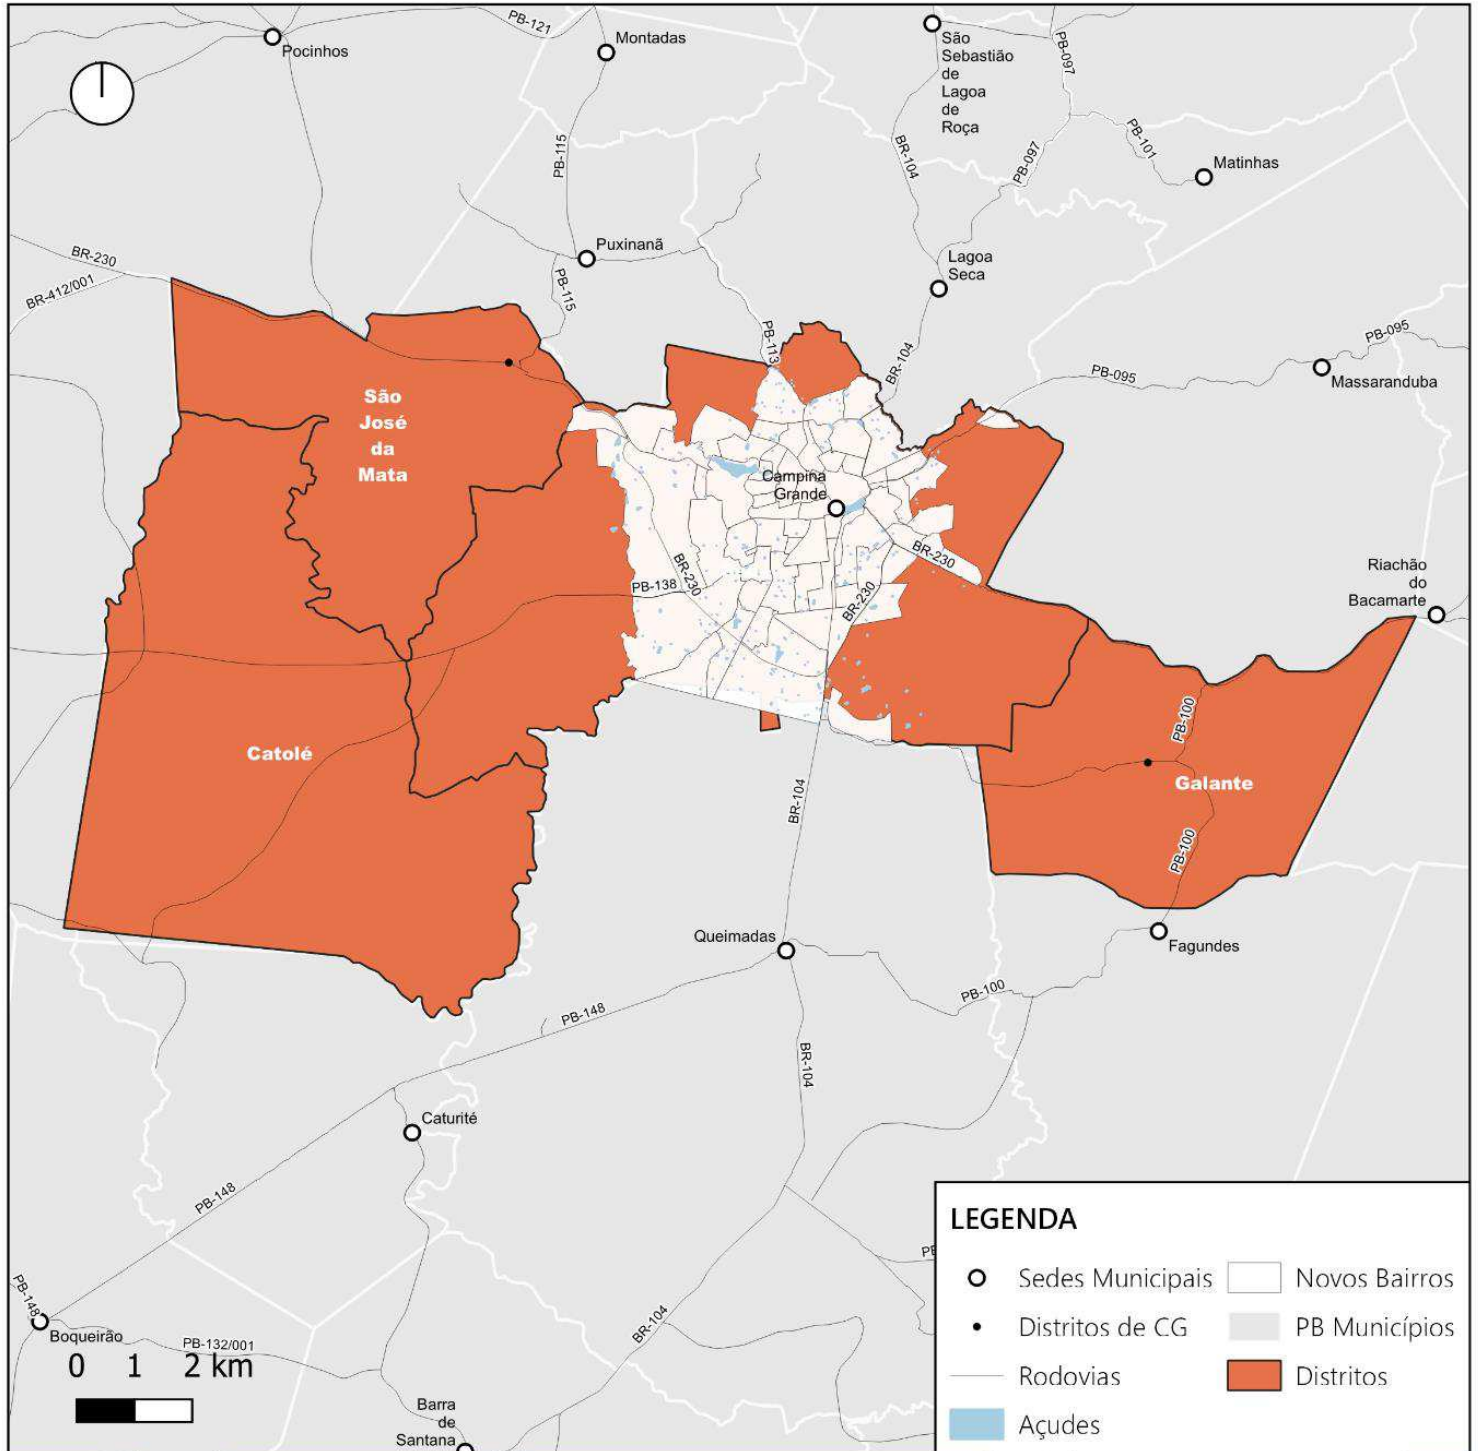 PB-121
Pocinhos
Montadas
São
Sebastião
de
Lagoa
de
Roça
PB-097
PB-101
PB-115
BR-104
PB-097
Matinhas
Puxinanã
BR-230
BR-412/001
PB-115
Lagoa
Seca
PB-113
BR-104
PB-095
PB-095
Massaranduba
São
José
da
Mata
Campina
Grande
BR-230
BR-230
PB-138
BR-230
Riachão
do
Bacamarte
PB-100
Catolé
Galante
BR-104
PB-100
Queimadas
Fagundes
PB-100
PB-148
BR-104
Caturité
PB-148
PB-148
Boqueirão
PB-132/001
BR-104
0 1 2 km
Barra
de
Santana
LEGENDA
Sedes Municipais
Novos Bairros
Distritos de CG
PB Municípios
Rodovias
Distritos
Açudes